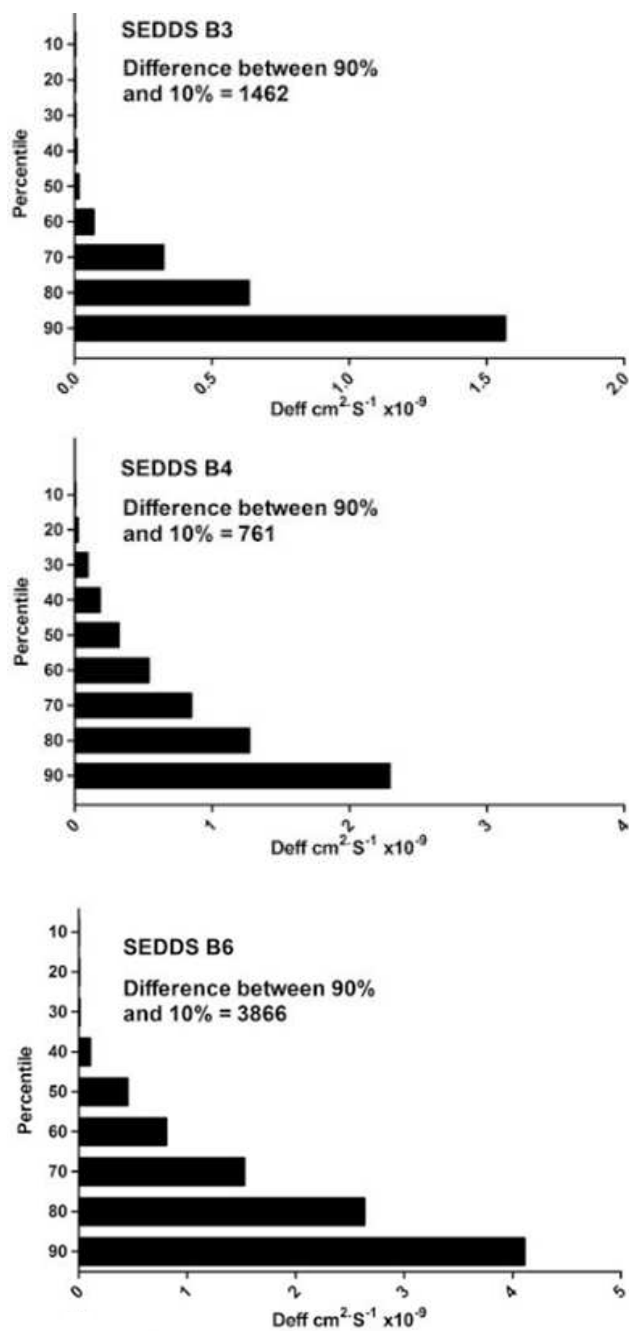 SEDDS B3
Difference between 90%
and 10% = 1462
Percentile
10
20
30
40
50
60
70
80
90
0.0 0.5 1.0 1.5 2.0
Deff cm²·S⁻¹ x10⁻⁹
SEDDS B4
Difference between 90%
and 10% = 761
Percentile
10
20
30
40
50
60
70
80
90
0 1 2 3 4
Deff cm²·S⁻¹ x10⁻⁹
SEDDS B6
Difference between 90%
and 10% = 3866
Percentile
10
20
30
40
50
60
70
80
90
0 1 2 3 4 5
Deff cm²·S⁻¹ x10⁻⁹